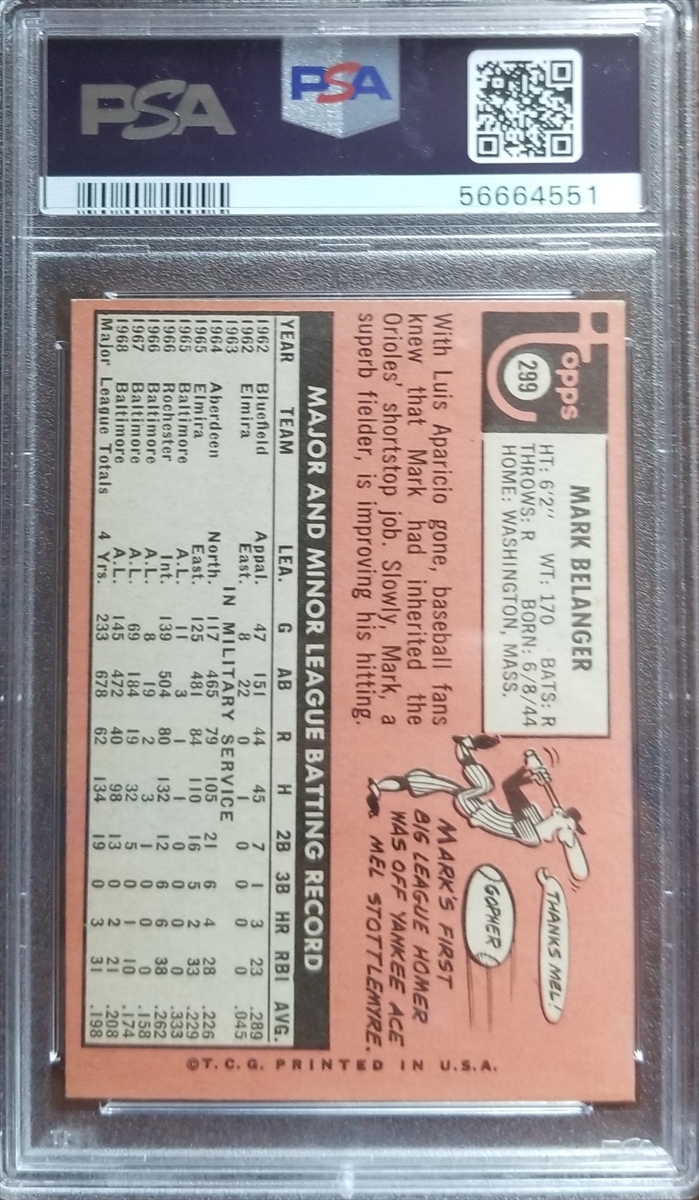 PSA
PSA
56664551
Topps
299
MARK BELANGER
HT: 6'2" WT: 170 BATS: R
THROWS: R BORN: 6/8/44
HOME: WASHINGTON, MASS.
With Luis Aparicio gone, baseball fans
knew that Mark had inherited the
Orioles' shortstop job. Slowly, Mark, a
superb fielder, is improving his hitting.
THANKS MEL!
GOPHER
MARK'S FIRST
BIG LEAGUE HOMER
WAS OFF YANKEE ACE
MEL STOTTLEMYRE.
MAJOR AND MINOR LEAGUE BATTING RECORD
YEAR TEAM LEA. G AB R H 2B 3B HR RBI AVG.
1962 Bluefield Appal. 47 151 44 45 7 1 3 23 .289
1962 Elmira East. 8 22 0 1 0 0 0 0 .045
1963 IN MILITARY SERVICE
1964 Aberdeen North. 117 465 79 105 21 6 4 28 .226
1965 Elmira East. 125 481 84 110 16 5 2 33 .229
1965 Baltimore A.L. 11 3 1 1 0 0 0 0 .333
1966 Rochester Int. 139 504 80 132 12 6 6 38 .262
1966 Baltimore A.L. 8 19 2 3 1 0 0 0 .158
1967 Baltimore A.L. 69 184 19 32 5 0 1 10 .174
1968 Baltimore A.L. 145 472 40 98 13 0 2 21 .208
Major League Totals 4 Yrs. 233 678 62 134 19 0 3 31 .198
©T.C.G. PRINTED IN U.S.A.